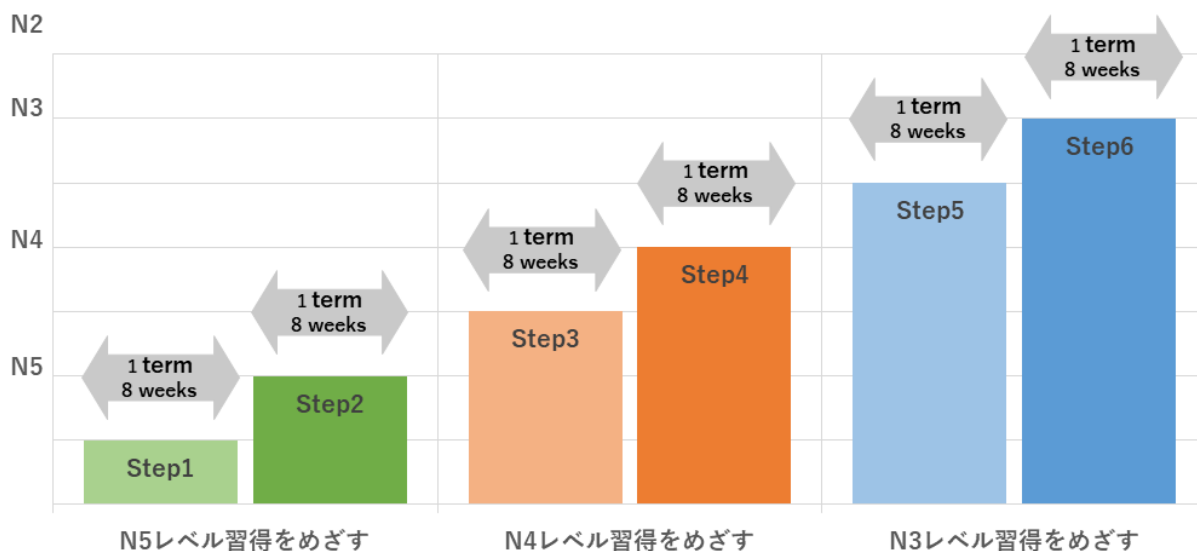 N2
N3
N4
N5
1 term
8 weeks
Step1
1 term
8 weeks
Step2
1 term
8 weeks
Step3
1 term
8 weeks
Step4
1 term
8 weeks
Step5
1 term
8 weeks
Step6
N5レベル習得をめざす
N4レベル習得をめざす
N3レベル習得をめざす